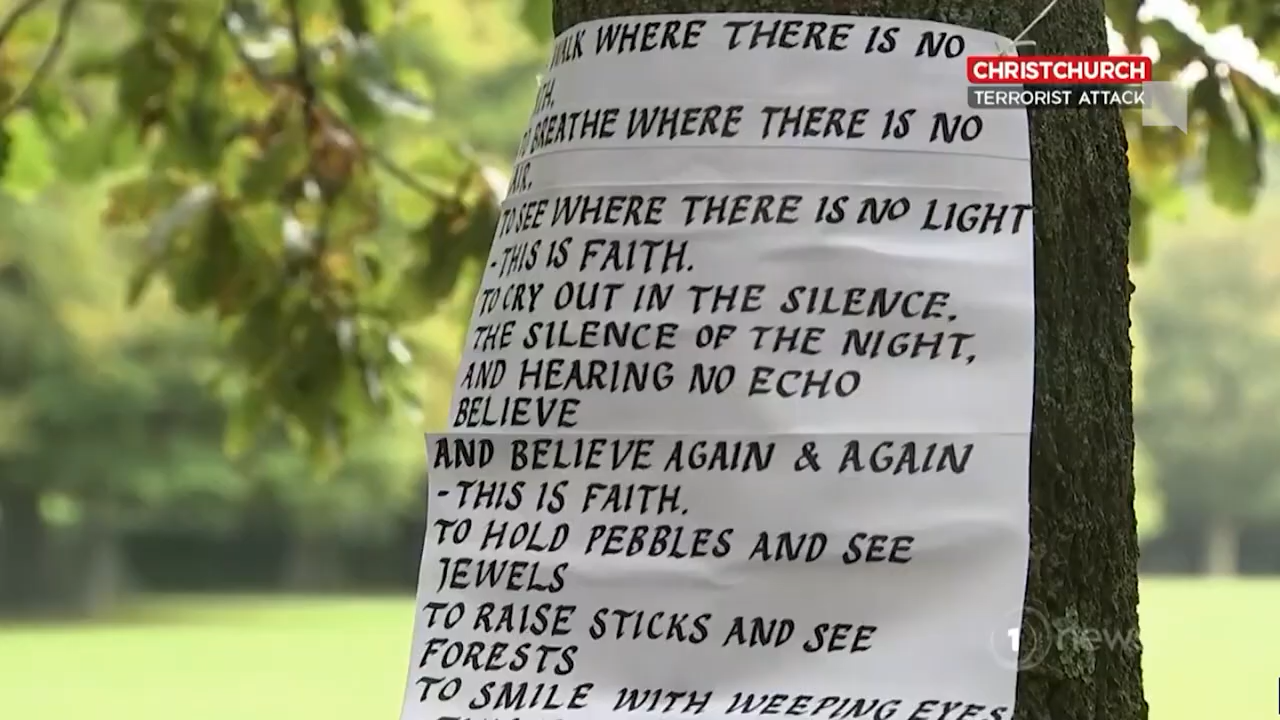 WALK WHERE THERE IS NO
TH.
TO BREATHE WHERE THERE IS NO
AIR,
TO SEE WHERE THERE IS NO LIGHT
-THIS IS FAITH.
TO CRY OUT IN THE SILENCE,
THE SILENCE OF THE NIGHT,
AND HEARING NO ECHO
BELIEVE
AND BELIEVE AGAIN & AGAIN
-THIS IS FAITH.
TO HOLD PEBBLES AND SEE
JEWELS
TO RAISE STICKS AND SEE
FORESTS
TO SMILE WITH WEEPING EYES
CHRISTCHURCH
TERRORIST ATTACK
1 news